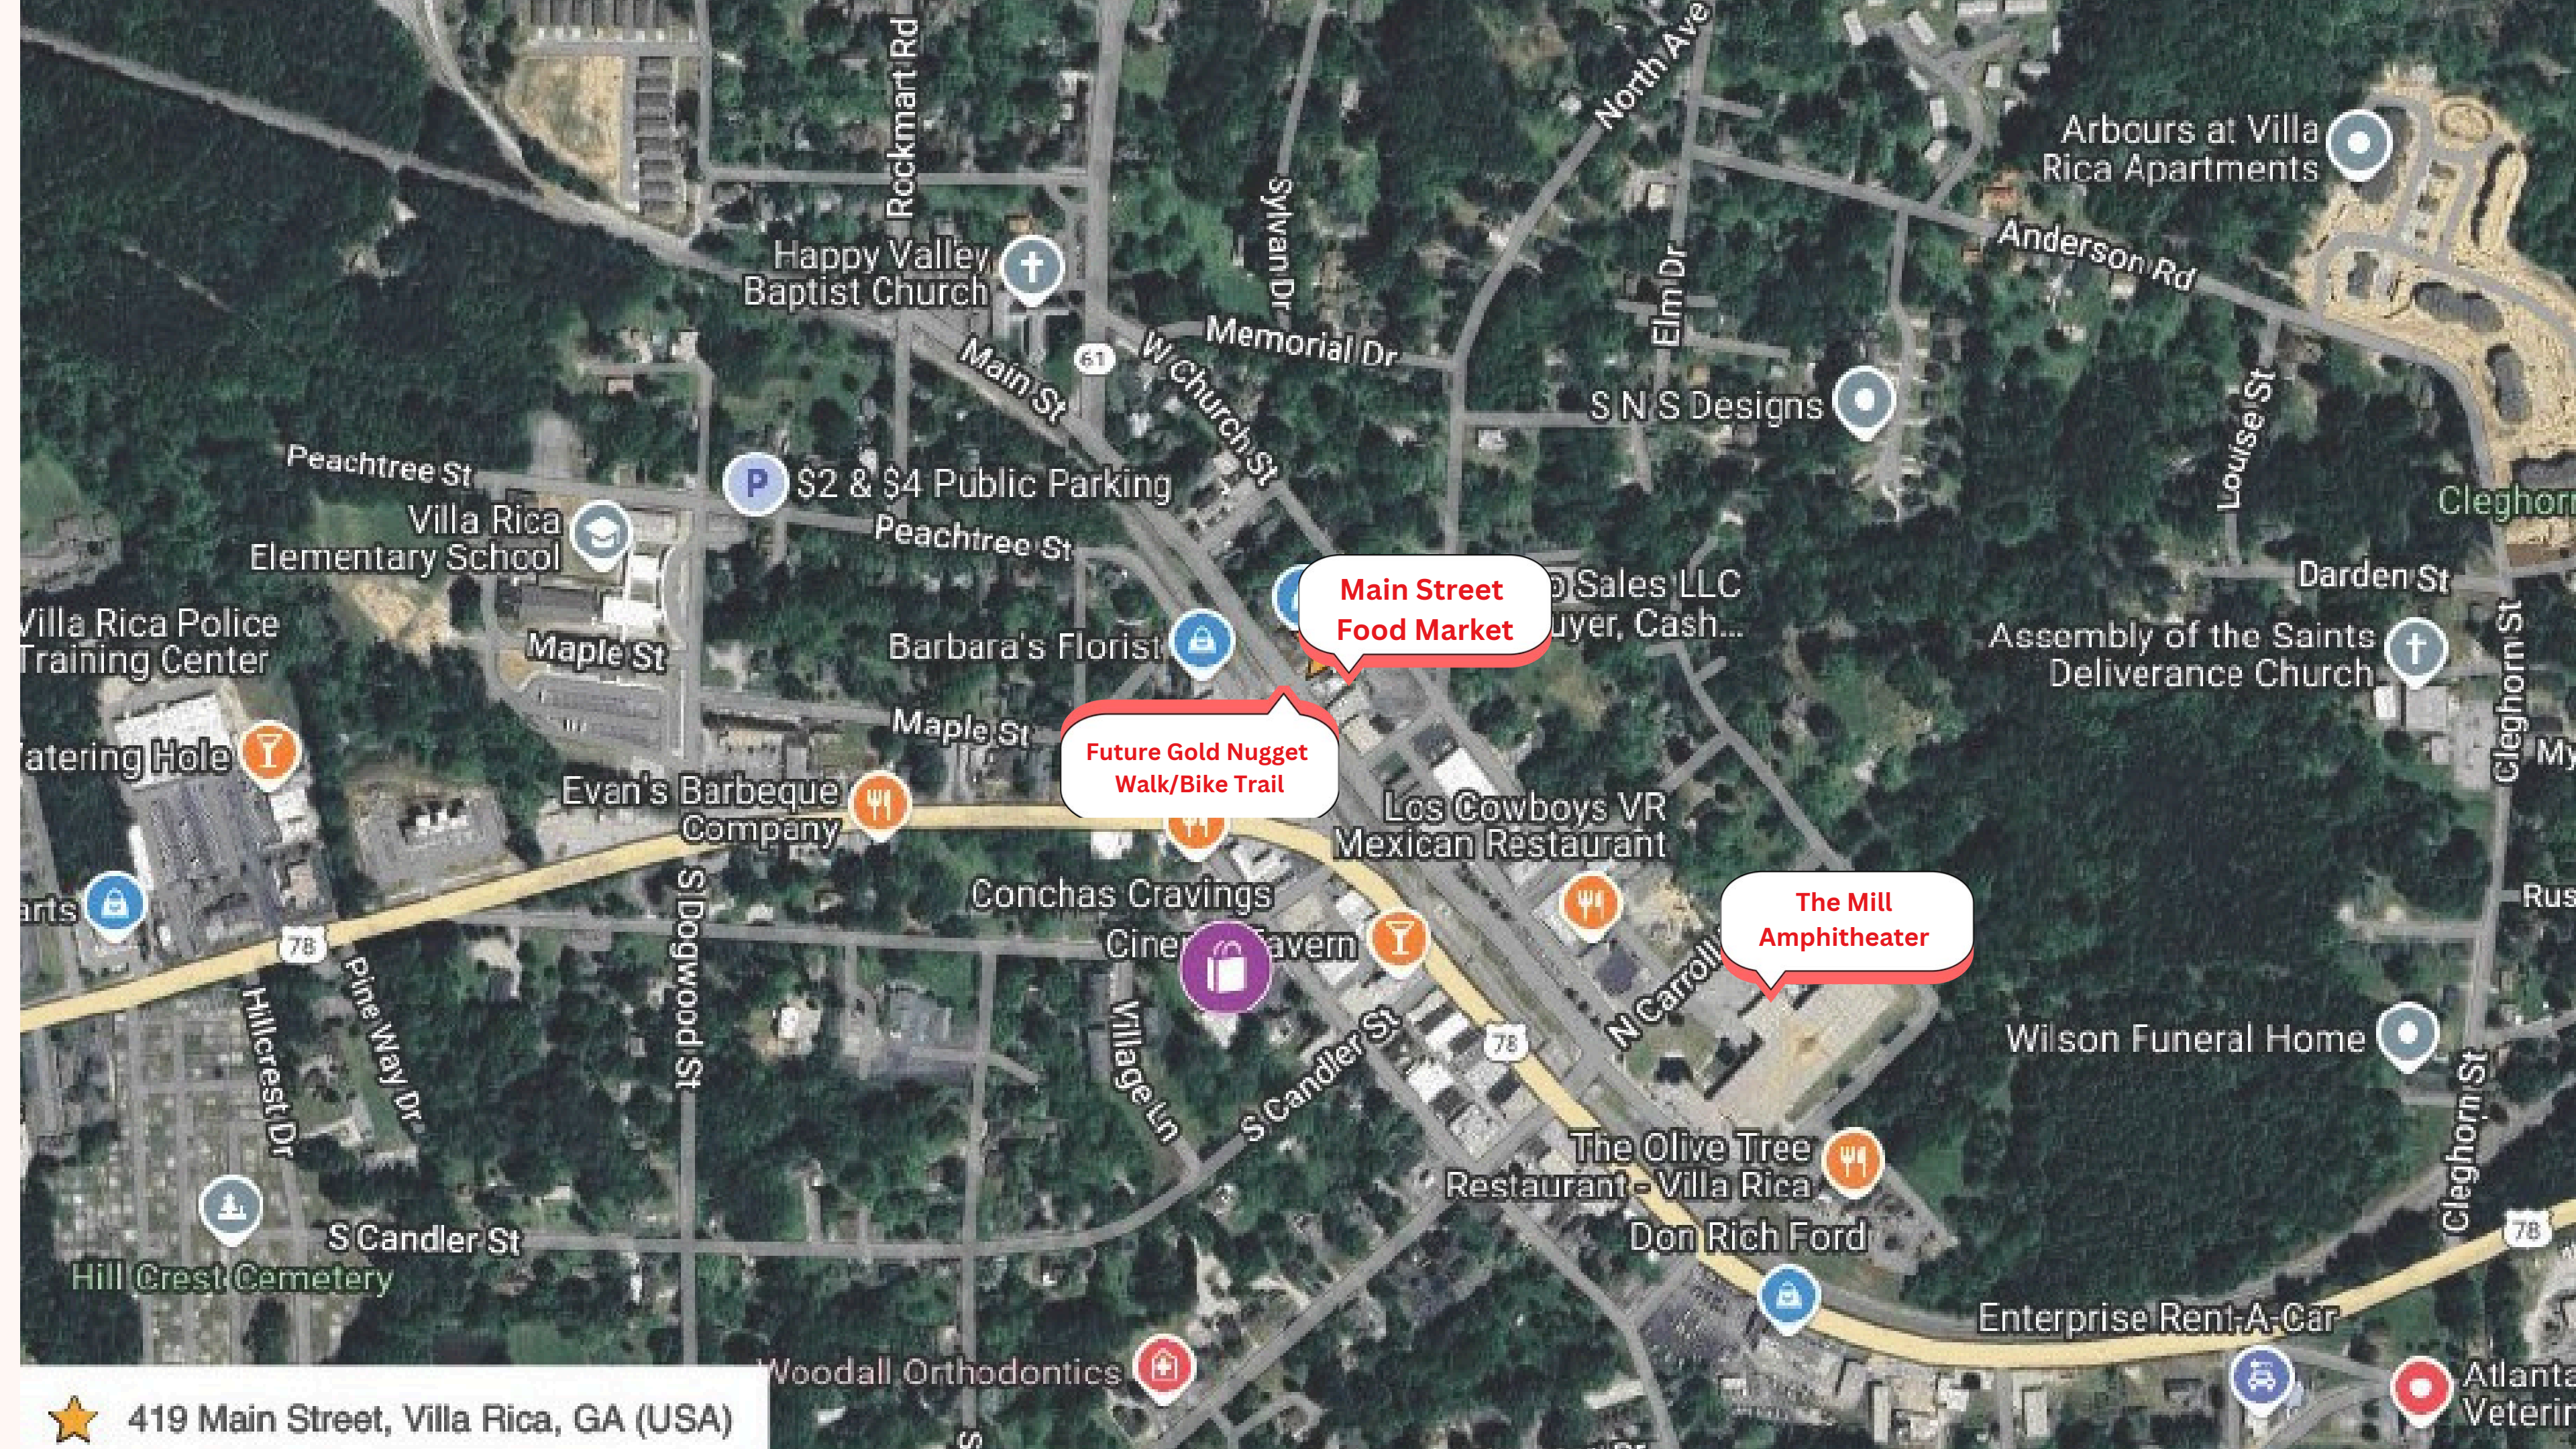 Rockmart Rd
North Ave
Sylvan Dr
Elm Dr
Arbours at Villa
Rica Apartments
Anderson Rd
Happy Valley
Baptist Church
61
Main St
W Church St
Memorial Dr
S N S Designs
Louise St
Cleghorn
Peachtree St
$2 & $4 Public Parking
P
Villa Rica
Elementary School
Peachtree St
Darden St
Main Street
Food Market
Sales LLC
Cash...
Villa Rica Police
Training Center
Maple St
Barbara's Florist
Assembly of the Saints
Deliverance Church
Cleghorn St
Maple St
Future Gold Nugget
Walk/Bike Trail
Evan's Barbeque
Company
Los Cowboys VR
Mexican Restaurant
Conchas Cravings
78
S Dogwood St
The Mill
Amphitheater
N Carroll
Hillcrest Dr
Pine Way Dr
Village Ln
S Candler St
78
Wilson Funeral Home
Cleghorn St
The Olive Tree
Restaurant - Villa Rica
Don Rich Ford
S Candler St
Hill Crest Cemetery
78
Enterprise Rent-A-Car
Woodall Orthodontics
419 Main Street, Villa Rica, GA (USA)